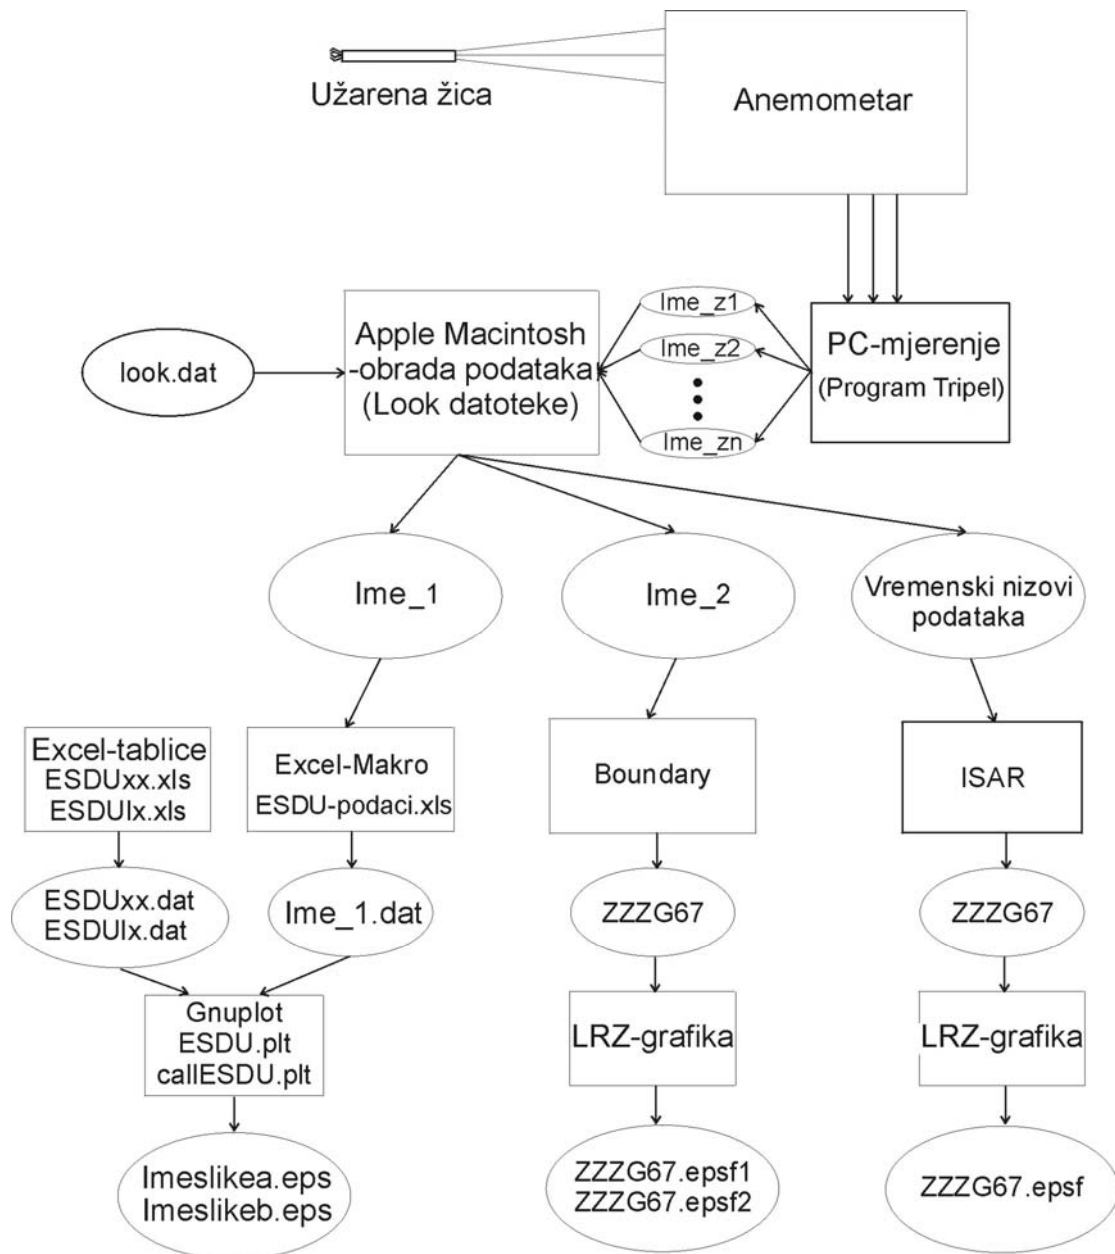 Užarena žica
Anemometar
look.dat
Apple Macintosh
-obrada podataka
(Look datoteke)
Ime_z1
Ime_z2
Ime_zn
PC-mjerenje
(Program Tripel)
Ime_1
Ime_2
Vremenski nizovi
podataka
Excel-tablice
ESDUxx.xls
ESDUIx.xls
Excel-Makro
ESDU-podaci.xls
Boundary
ISAR
ESDUxx.dat
ESDUIx.dat
Ime_1.dat
ZZZG67
ZZZG67
Gnuplot
ESDU.plt
callESDU.plt
LRZ-grafika
LRZ-grafika
Imeslikea.eps
Imeslikeb.eps
ZZZG67.epsf1
ZZZG67.epsf2
ZZZG67.epsf